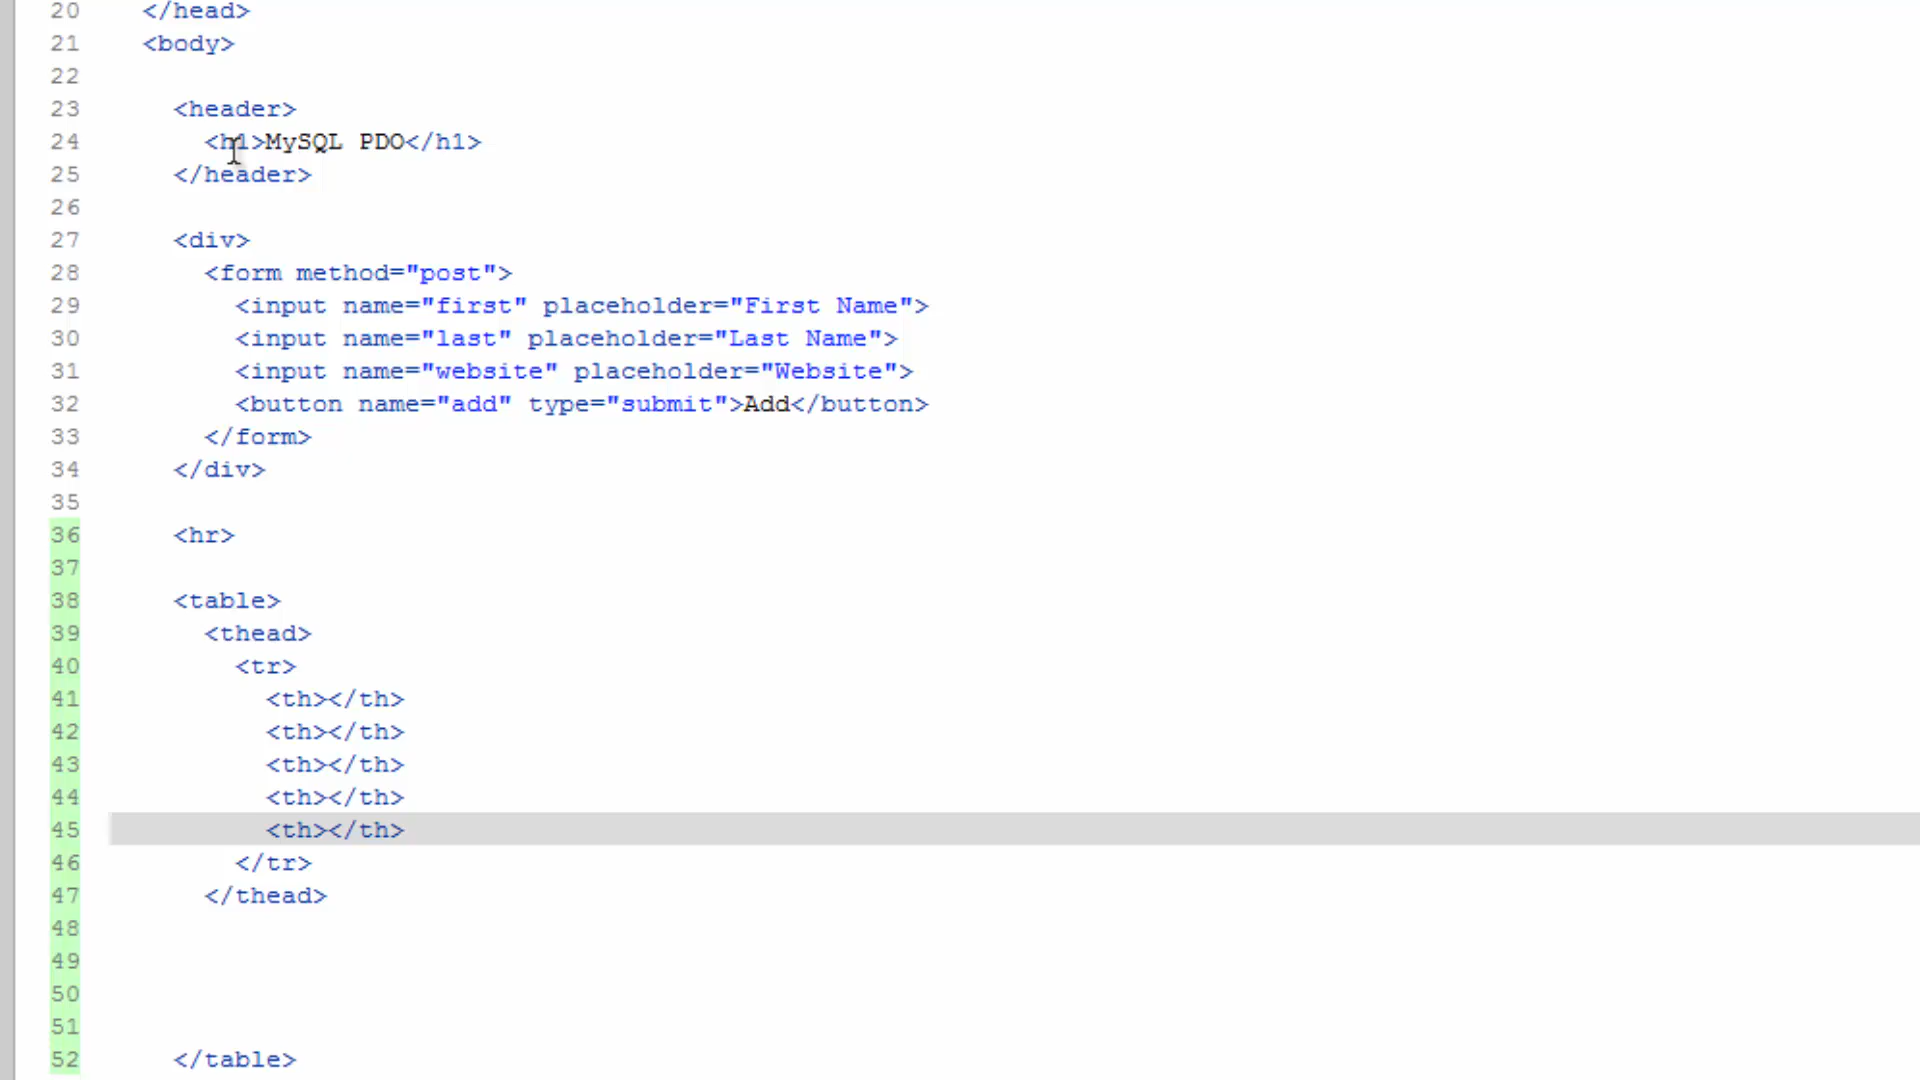 20 </head>
21 <body>
22
23 <header>
24 <h1>MySQL PDO</h1>
25 </header>
26
27 <div>
28 <form method="post">
29 <input name="first" placeholder="First Name">
30 <input name="last" placeholder="Last Name">
31 <input name="website" placeholder="Website">
32 <button name="add" type="submit">Add</button>
33 </form>
34 </div>
35
36 <hr>
37
38 <table>
39 <thead>
40 <tr>
41 <th></th>
42 <th></th>
43 <th></th>
44 <th></th>
45 <th></th>
46 </tr>
47 </thead>
48
49
50
51
52 </table>